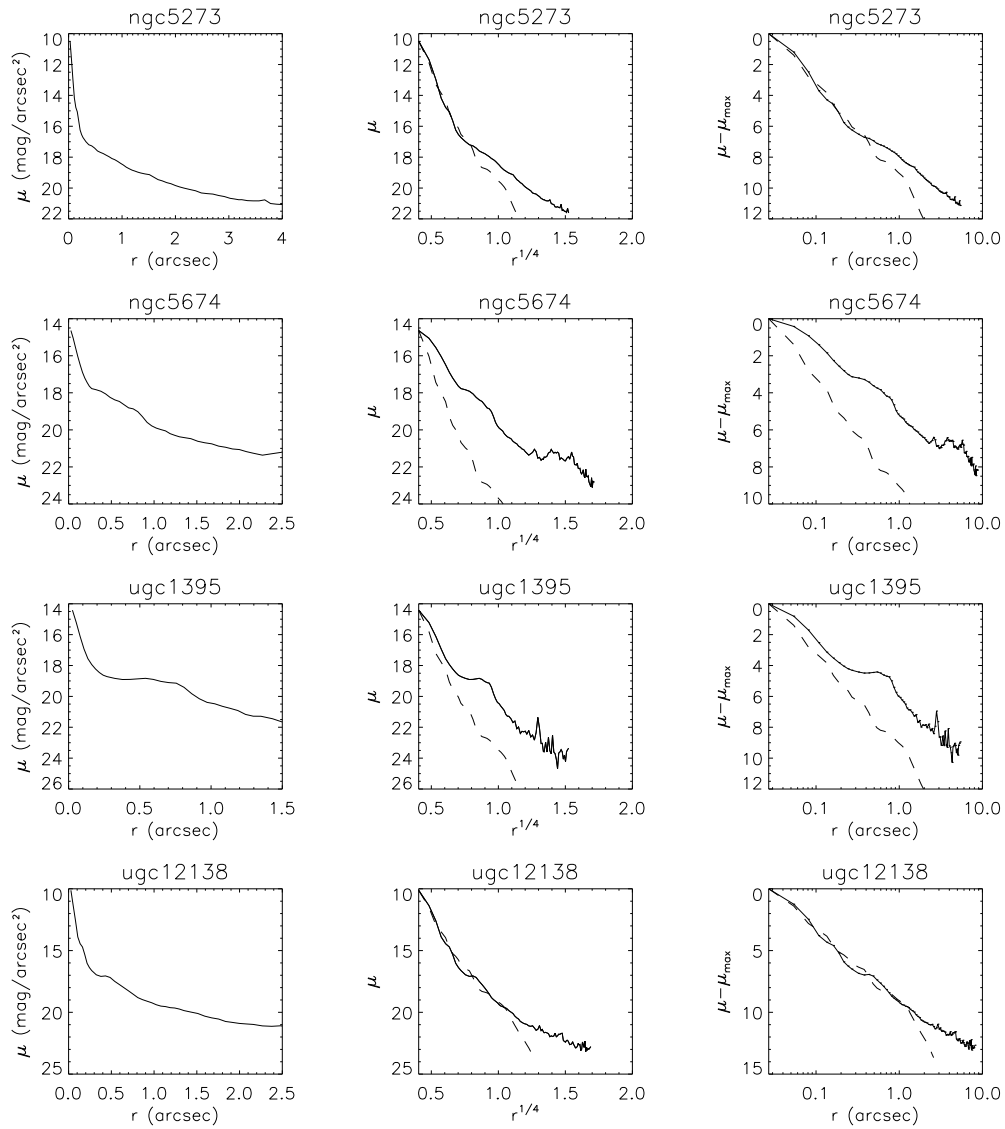 ngc5273 ngc5273 ngc5273
μ (mag/arcsec²)
10
12
14
16
18
20
22
0 1 2 3 4
r (arcsec)
μ
10
12
14
16
18
20
22
0.5 1.0 1.5 2.0
r^1/4
μ−μmax
0
2
4
6
8
10
12
0.1 1.0 10.0
r (arcsec)
ngc5674 ngc5674 ngc5674
μ (mag/arcsec²)
14
16
18
20
22
24
0.0 0.5 1.0 1.5 2.0 2.5
r (arcsec)
μ
14
16
18
20
22
24
0.5 1.0 1.5 2.0
r^1/4
μ−μmax
0
2
4
6
8
10
0.1 1.0 10.0
r (arcsec)
ugc1395 ugc1395 ugc1395
μ (mag/arcsec²)
14
16
18
20
22
24
26
0.0 0.5 1.0 1.5
r (arcsec)
μ
14
16
18
20
22
24
26
0.5 1.0 1.5 2.0
r^1/4
μ−μmax
0
2
4
6
8
10
12
0.1 1.0 10.0
r (arcsec)
ugc12138 ugc12138 ugc12138
μ (mag/arcsec²)
10
15
20
25
0.0 0.5 1.0 1.5 2.0 2.5
r (arcsec)
μ
10
15
20
25
0.5 1.0 1.5 2.0
r^1/4
μ−μmax
0
5
10
15
0.1 1.0 10.0
r (arcsec)